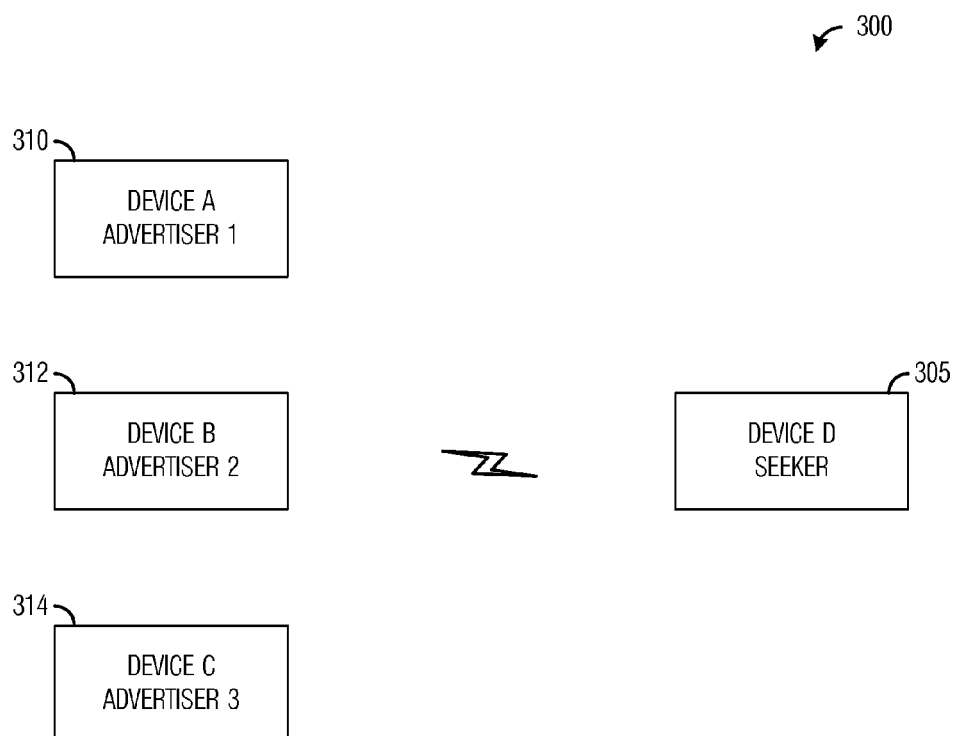 300
310
DEVICE A
ADVERTISER 1
312
DEVICE B
ADVERTISER 2
305
DEVICE D
SEEKER
314
DEVICE C
ADVERTISER 3